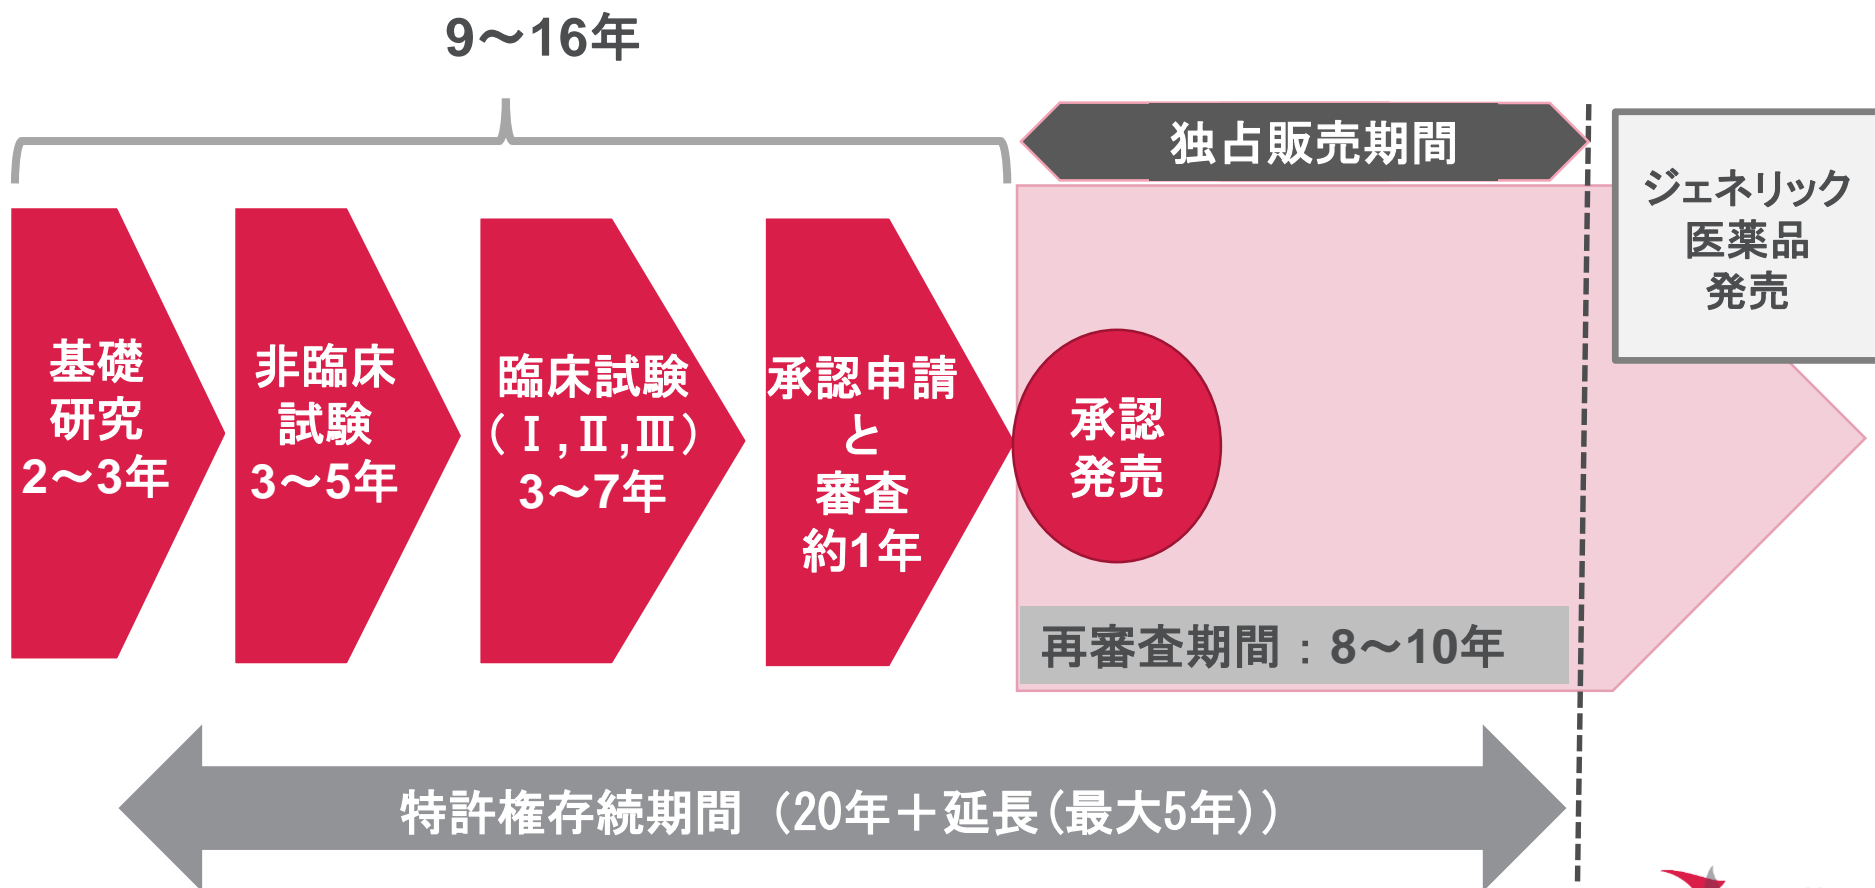 9～16年
独占販売期間
ジェネリック
医薬品
発売
基礎
研究
2～3年
非臨床
試験
3～5年
臨床試験
（Ⅰ,Ⅱ,Ⅲ）
3～7年
承認申請
と
審査
約1年
承認
発売
再審査期間：8～10年
特許権存続期間（20年＋延長（最大5年））